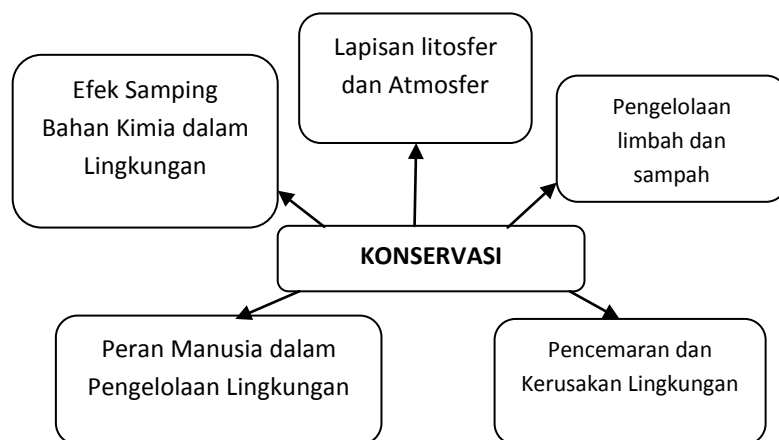 Lapisan litosfer
dan Atmosfer
Efek Samping
Bahan Kimia dalam
Lingkungan
Pengelolaan
limbah dan
sampah
KONSERVASI
Peran Manusia dalam
Pengelolaan Lingkungan
Pencemaran dan
Kerusakan Lingkungan